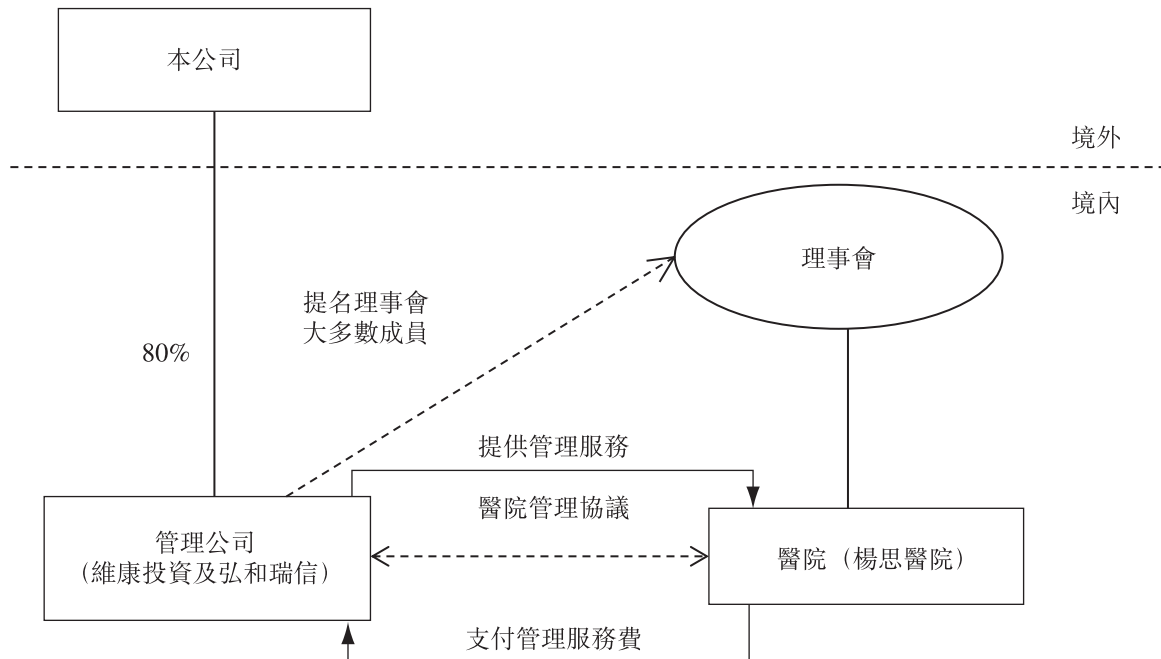 本公司
境外
境內
理事會
提名理事會
大多數成員
80%
提供管理服務
醫院管理協議
管理公司
（維康投資及弘和瑞信）
醫院（楊思醫院）
支付管理服務費